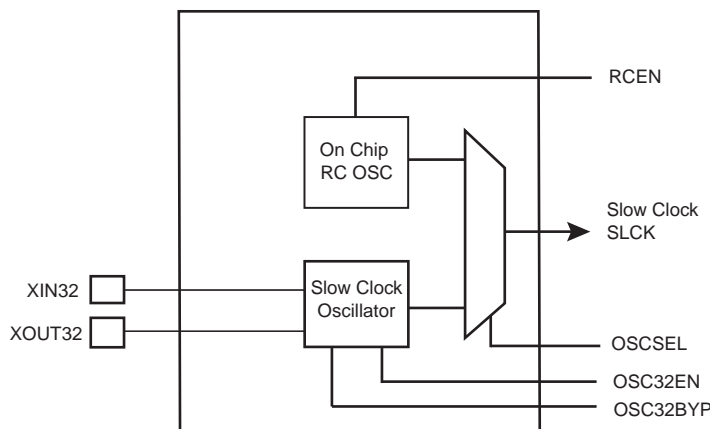 RCEN
On Chip
RC OSC
Slow Clock
SLCK
XIN32
Slow Clock
Oscillator
XOUT32
OSCSEL
OSC32EN
OSC32BYP